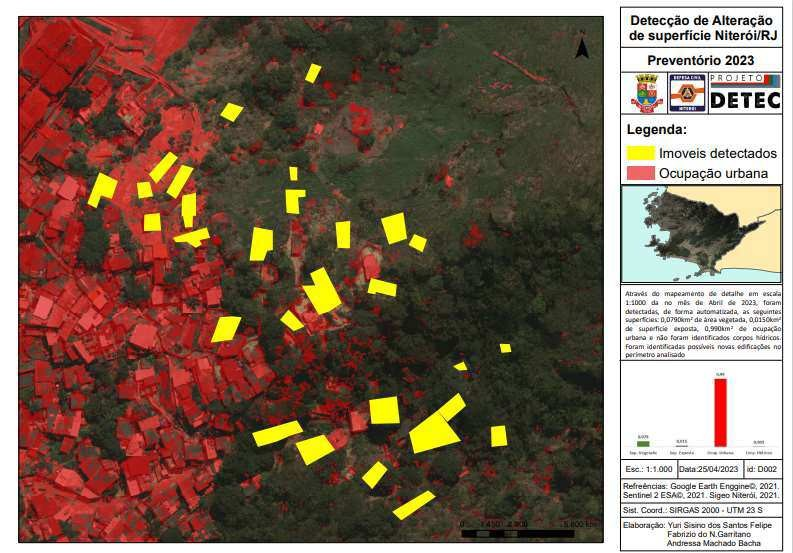 Detecção de Alteração
de superfície Niterói/RJ
Preventório 2023
DEFESA CIVIL
NITERÓI
PROJETO
DETEC
Legenda:
Imoveis detectados
Ocupação urbana
Através do mapeamento de detalhe em escala
1:1000 da no mês de Abril de 2023, foram
detectadas, de forma automatizada, as seguintes
superfícies: 0,0790km² de área vegetada, 0,0150km²
de superfície exposta, 0,990km² de ocupação
urbana e não foram identificados corpos hídricos.
Foram identificadas possíveis novas edificações no
perímetro analisado
Esc.: 1:1.000
Data:25/04/2023
id: D002
Refreências: Google Earth Enggine©, 2021.
Sentinel 2 ESA©, 2021. Sigeo Niterói, 2021.
Sist. Coord.: SIRGAS 2000 - UTM 23 S
Elaboração: Yuri Sisino dos Santos Felipe
Fabrizio do N.Garritano
Andressa Machado Bacha
N
0